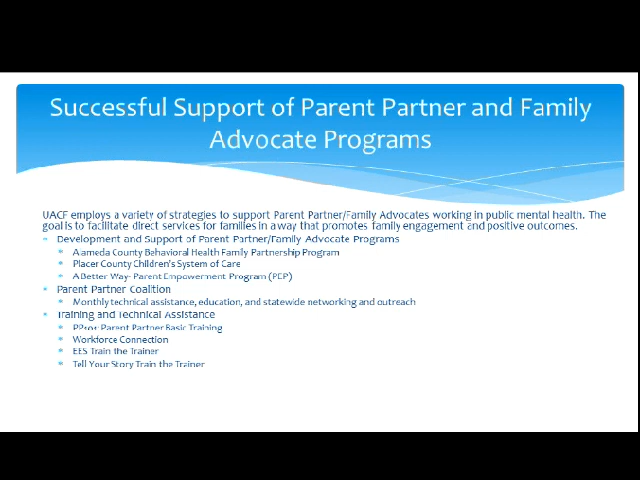 Successful Support of Parent Partner and Family
Advocate Programs
UACF employs a variety of strategies to support Parent Partner/Family Advocates working in public mental health. The
goal is to facilitate direct services for families in a way that promotes family engagement and positive outcomes.
Development and Support of Parent Partner/Family Advocate Programs
Alameda County Behavioral Health Family Partnership Program
Placer County Children's System of Care
A Better Way- Parent Empowerment Program (PEP)
Parent Partner Coalition
Monthly technical assistance, education, and statewide networking and outreach
Training and Technical Assistance
PP101: Parent Partner Basic Training
Workforce Connection
EES Train the Trainer
Tell Your Story Train the Trainer